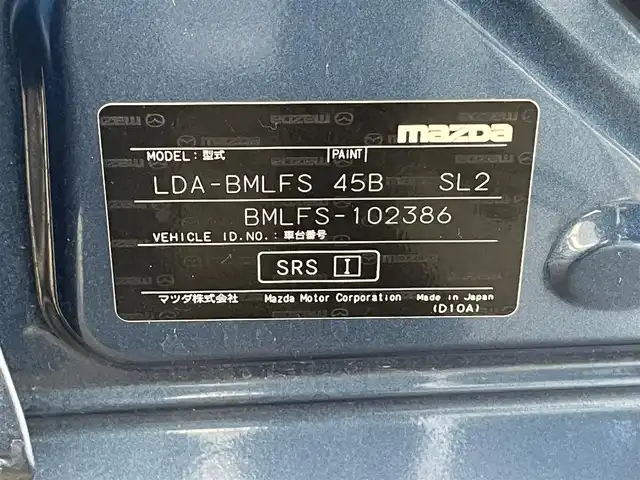 mazda
MODEL: 型式 PAINT
LDA-BMLFS 45B SL2
BMLFS-102386
VEHICLE ID.NO.: 車台番号
SRS I
マツダ株式会社 Mazda Motor Corporation Made in Japan
(D10A)